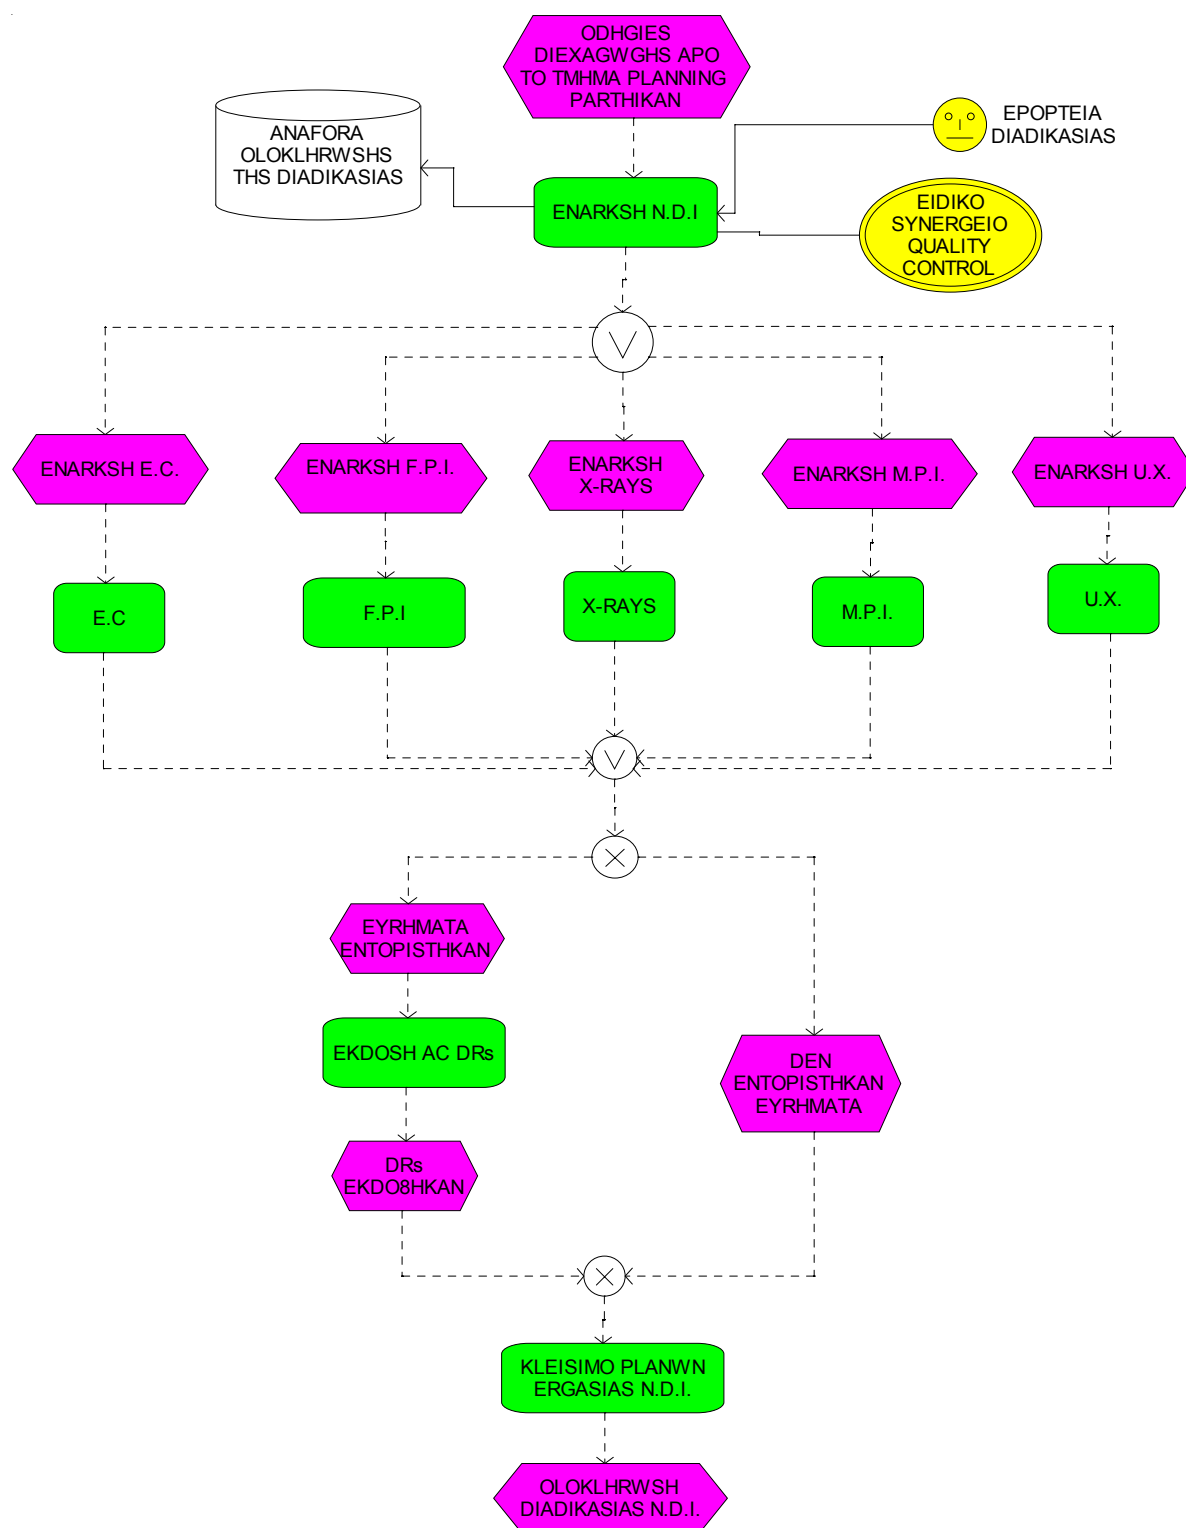 ODHGIES
DIEXAGWGHS APO
TO TMHMA PLANNING
PARTHIKAN
ANAFORA
OLOKLHRWSHS
THS DIADIKASIAS
EPOPTEIA
DIADIKASIAS
ENARKSH N.D.I
EIDIKO
SYNERGEIO
QUALITY
CONTROL
ENARKSH E.C.
ENARKSH F.P.I.
ENARKSH
X-RAYS
ENARKSH M.P.I.
ENARKSH U.X.
E.C
F.P.I
X-RAYS
M.P.I.
U.X.
EYRHMATA
ENTOPISTHKAN
EKDOSH AC DRs
DEN
ENTOPISTHKAN
EYRHMATA
DRs
EKDO8HKAN
KLEISIMO PLANWN
ERGASIAS N.D.I.
OLOKLHRWSH
DIADIKASIAS N.D.I.